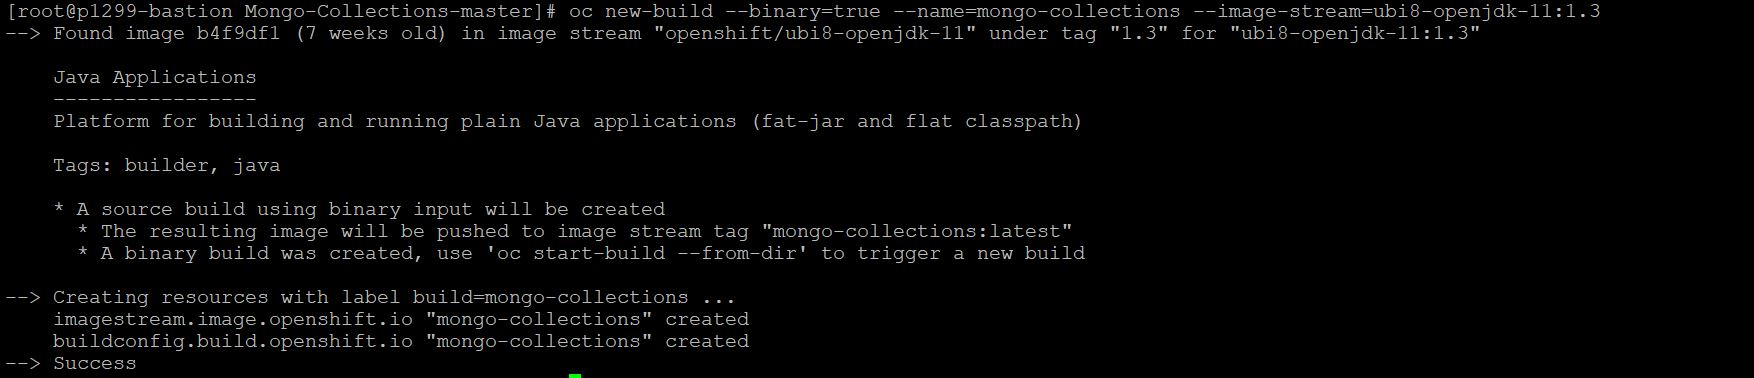 [root@p1299-bastion Mongo-Collections-master]# oc new-build --binary=true --name=mongo-collections --image-stream=ubi8-openjdk-11:1.3
--> Found image b4f9df1 (7 weeks old) in image stream "openshift/ubi8-openjdk-11" under tag "1.3" for "ubi8-openjdk-11:1.3"
Java Applications
-----------------
Platform for building and running plain Java applications (fat-jar and flat classpath)
Tags: builder, java
* A source build using binary input will be created
* The resulting image will be pushed to image stream tag "mongo-collections:latest"
* A binary build was created, use 'oc start-build --from-dir' to trigger a new build
--> Creating resources with label build=mongo-collections ...
imagestream.image.openshift.io "mongo-collections" created
buildconfig.build.openshift.io "mongo-collections" created
--> Success